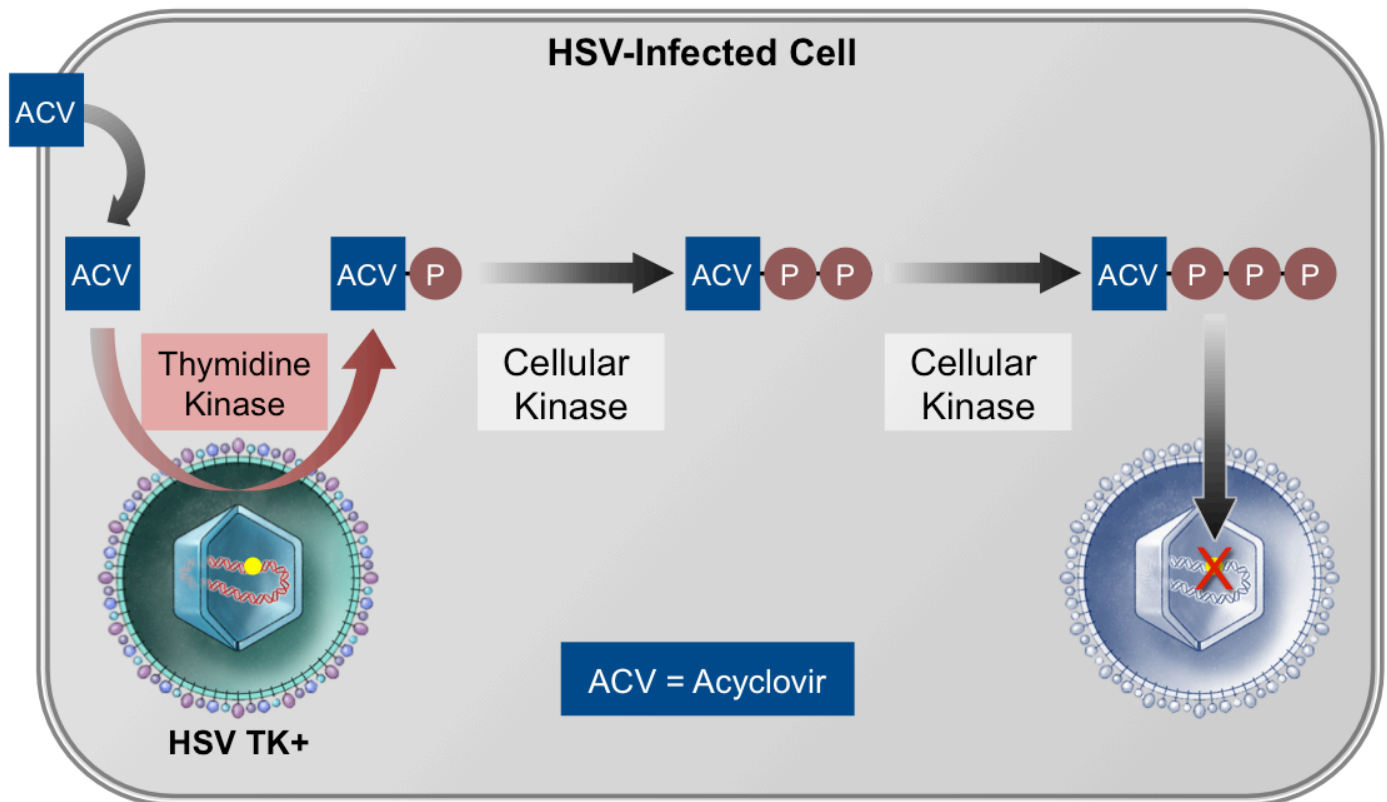 HSV-Infected Cell
ACV
ACV
ACV P
ACV P P
ACV P P P
Thymidine
Kinase
Cellular
Kinase
Cellular
Kinase
X
ACV = Acyclovir
HSV TK+